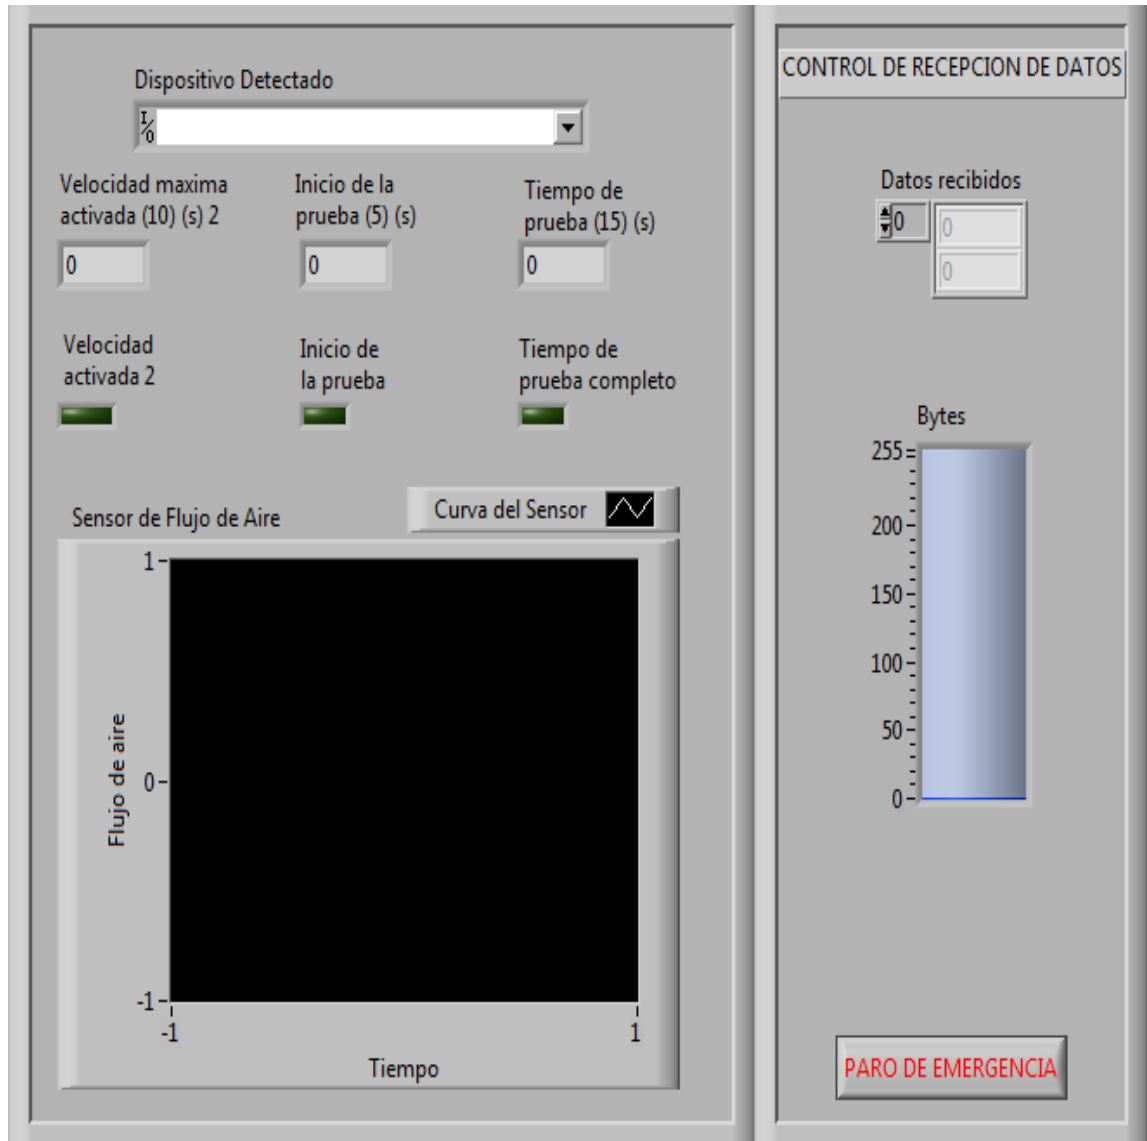 Dispositivo Detectado
I/O
Velocidad maxima
activada (10) (s) 2
0
Inicio de la
prueba (5) (s)
0
Tiempo de
prueba (15) (s)
0
Velocidad
activada 2
Inicio de
la prueba
Tiempo de
prueba completo
Sensor de Flujo de Aire
Curva del Sensor
1
0
-1
Flujo de aire
-1
1
Tiempo
CONTROL DE RECEPCION DE DATOS
Datos recibidos
0
0
0
Bytes
255
200
150
100
50
0
PARO DE EMERGENCIA